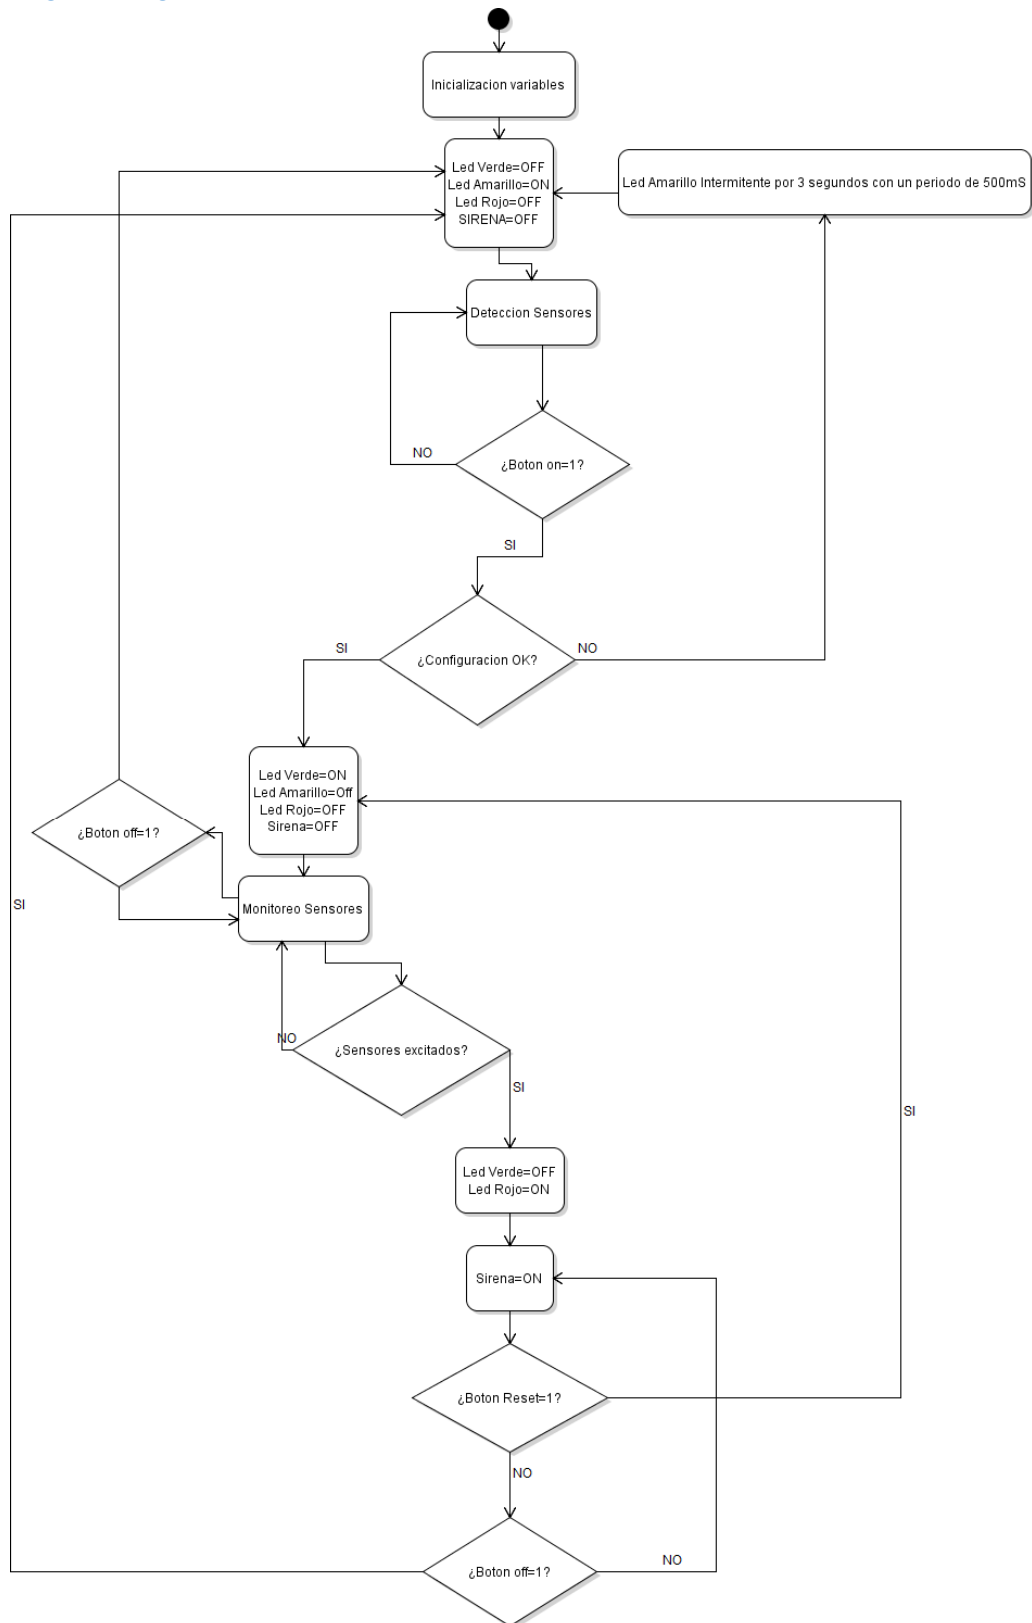 Inicializacion variables
Led Verde=OFF
Led Amarillo=ON
Led Rojo=OFF
SIRENA=OFF
Led Amarillo Intermitente por 3 segundos con un periodo de 500mS
Deteccion Sensores
NO
¿Boton on=1?
SI
¿Configuracion OK?
SI
NO
Led Verde=ON
Led Amarillo=Off
Led Rojo=OFF
Sirena=OFF
¿Boton off=1?
SI
Monitoreo Sensores
NO
¿Sensores excitados?
SI
SI
Led Verde=OFF
Led Rojo=ON
Sirena=ON
¿Boton Reset=1?
NO
¿Boton off=1?
NO